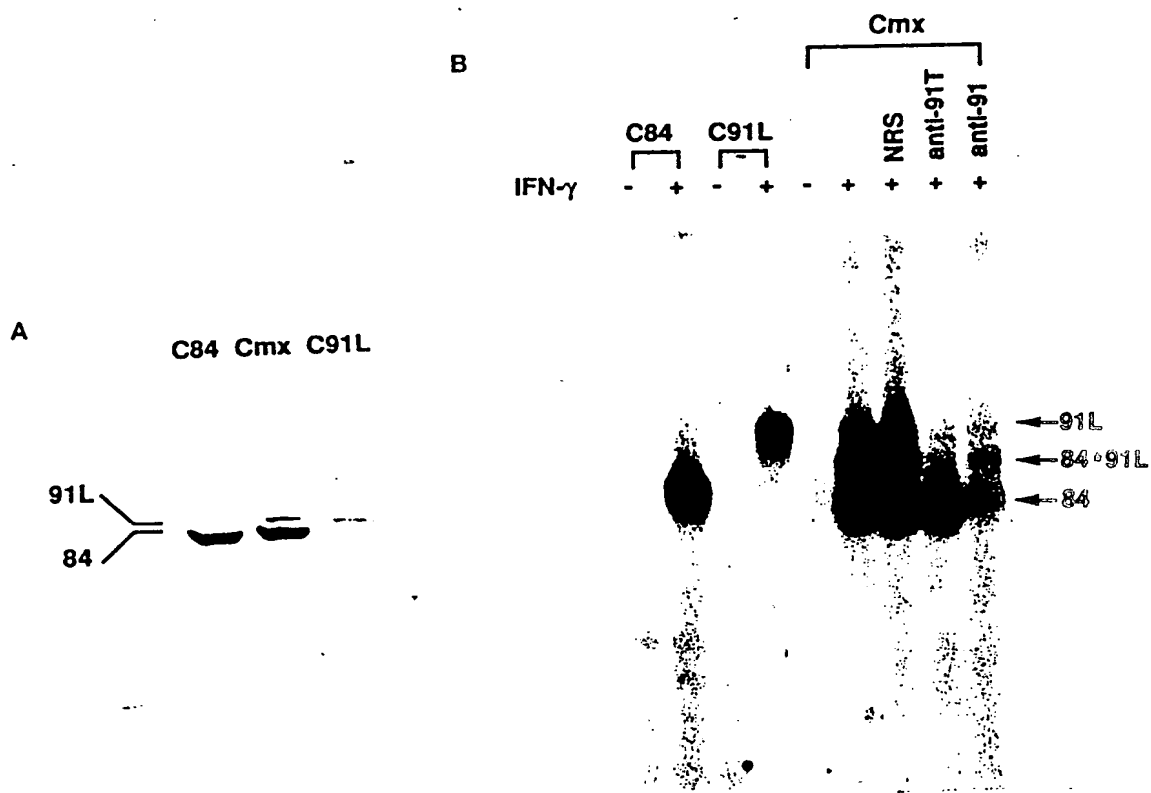 A
C84 Cmx C91L
91L
84
B
Cmx
C84 C91L
NRS
anti-91T
anti-91
IFN-γ - + - + - + + + +
91L
84•91L
84